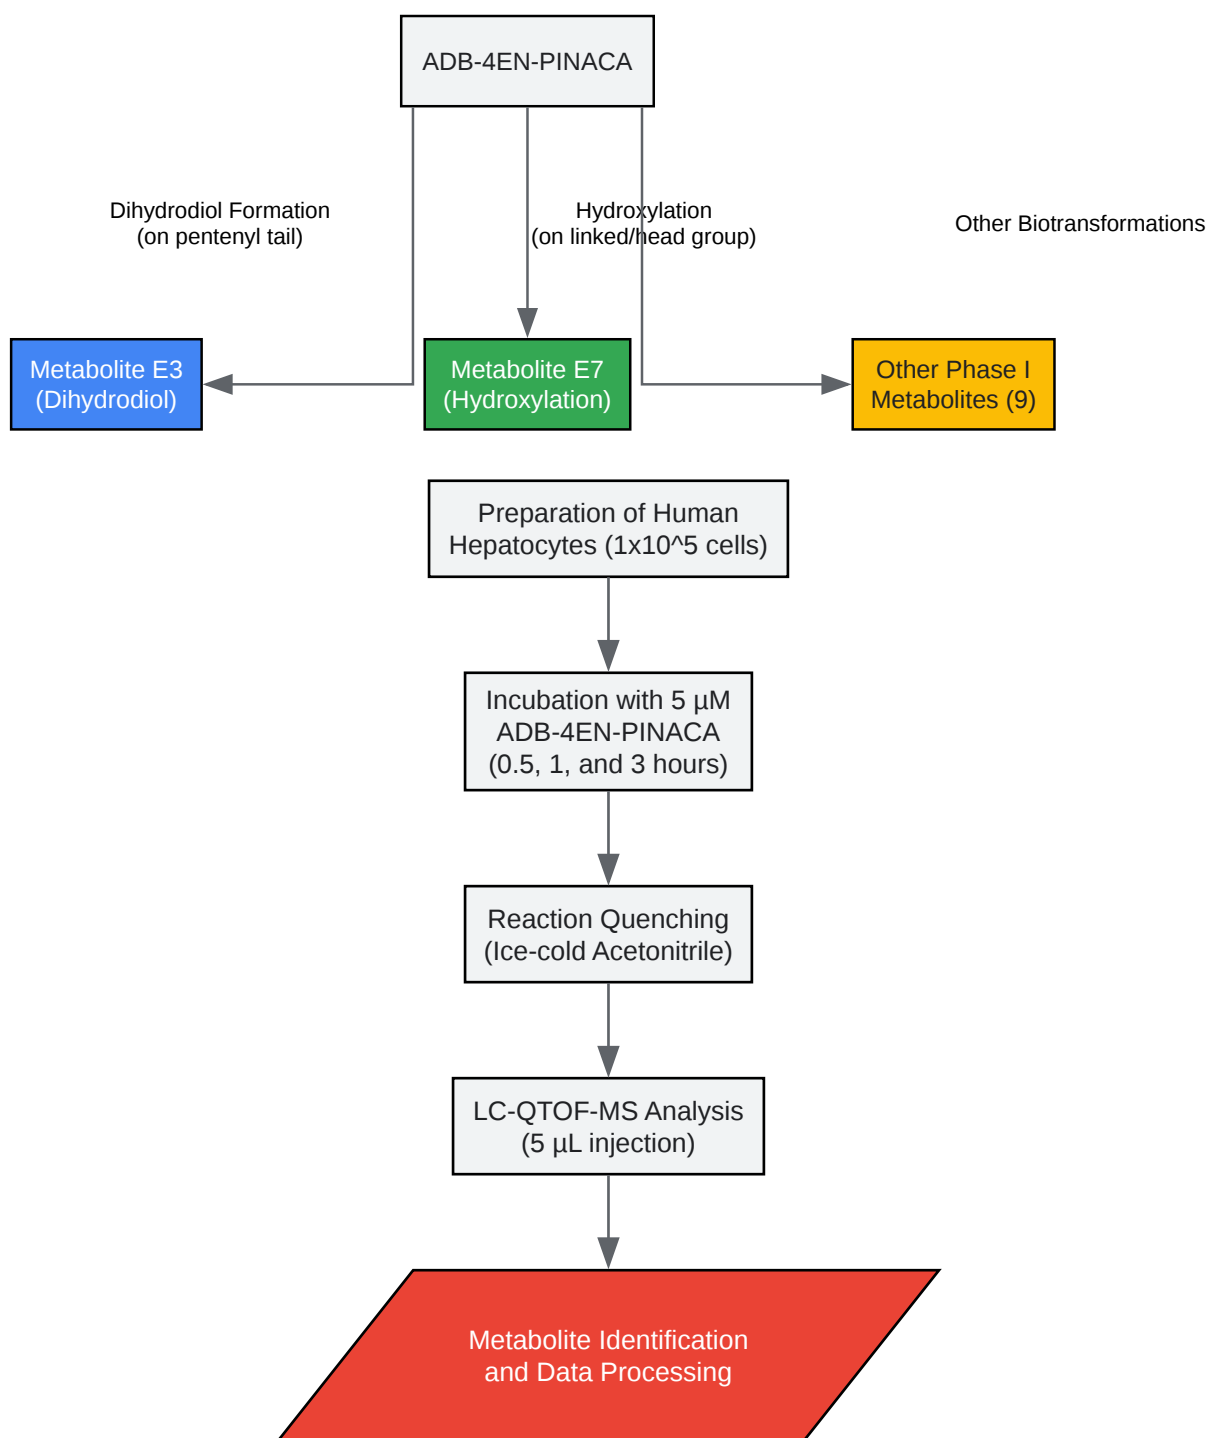 ADB-4EN-PINACA
Dihydrodiol Formation
(on pentenyl tail)
Hydroxylation
(on linked/head group)
Other Biotransformations
Metabolite E3
(Dihydrodiol)
Metabolite E7
(Hydroxylation)
Other Phase I
Metabolites (9)
Preparation of Human
Hepatocytes (1x10^5 cells)
Incubation with 5 µM
ADB-4EN-PINACA
(0.5, 1, and 3 hours)
Reaction Quenching
(Ice-cold Acetonitrile)
LC-QTOF-MS Analysis
(5 µL injection)
Metabolite Identification
and Data Processing